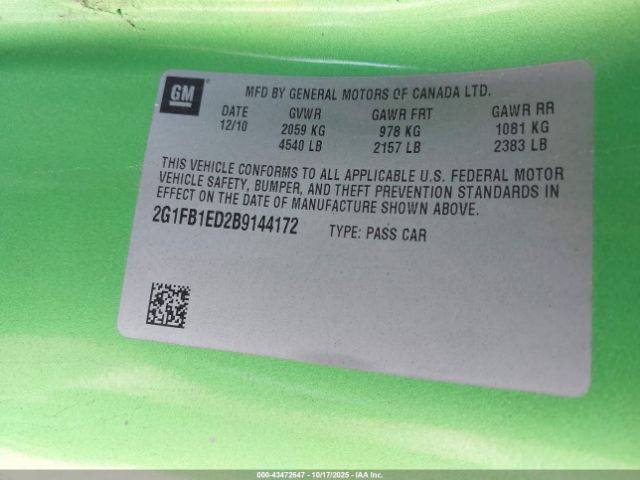 GM
MFD BY GENERAL MOTORS OF CANADA LTD.
DATE GVWR GAWR FRT GAWR RR
12/10 2059 KG 978 KG 1081 KG
4540 LB 2157 LB 2383 LB
THIS VEHICLE CONFORMS TO ALL APPLICABLE U.S. FEDERAL MOTOR
VEHICLE SAFETY, BUMPER, AND THEFT PREVENTION STANDARDS IN
EFFECT ON THE DATE OF MANUFACTURE SHOWN ABOVE.
2G1FB1ED2B9144172 TYPE: PASS CAR
000-43472647 - 10/17/2025 - IAA Inc.